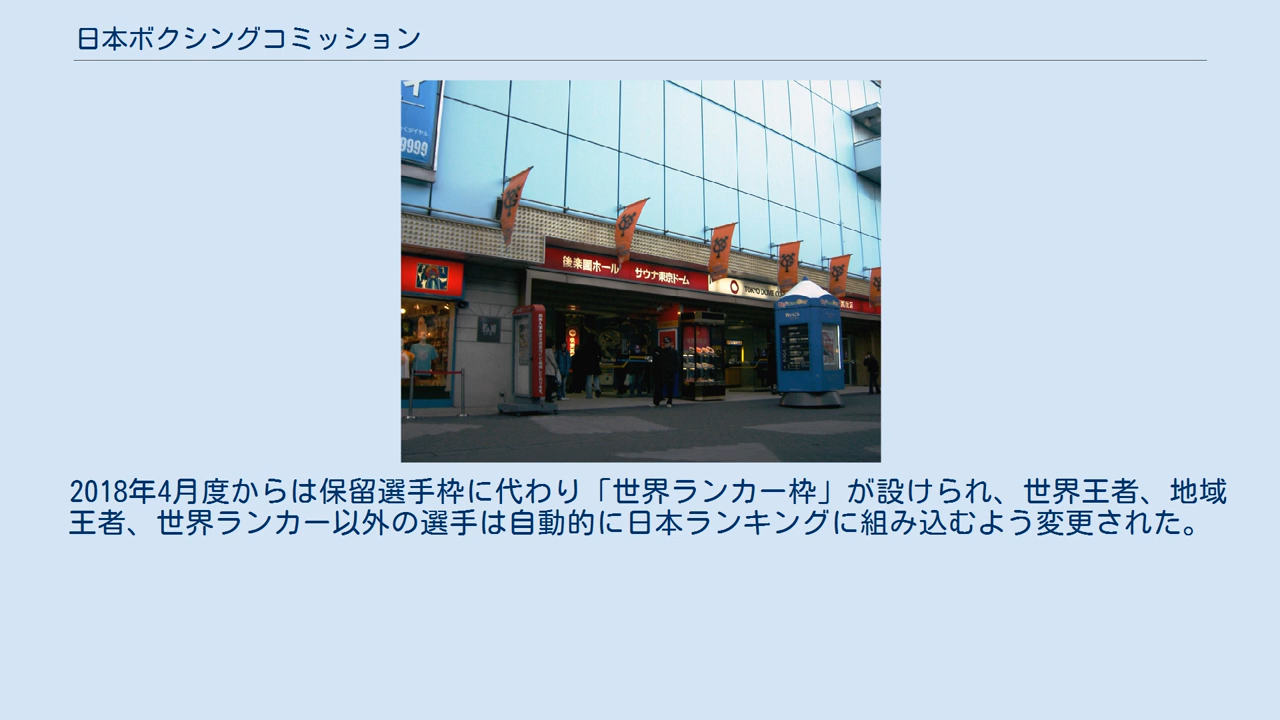 日本ボクシングコミッション
9999
後楽園ホール サウナ東京ドーム
TOKYO DOME
2018年4月度からは保留選手枠に代わり「世界ランカー枠」が設けられ、世界王者、地域
王者、世界ランカー以外の選手は自動的に日本ランキングに組み込むよう変更された。